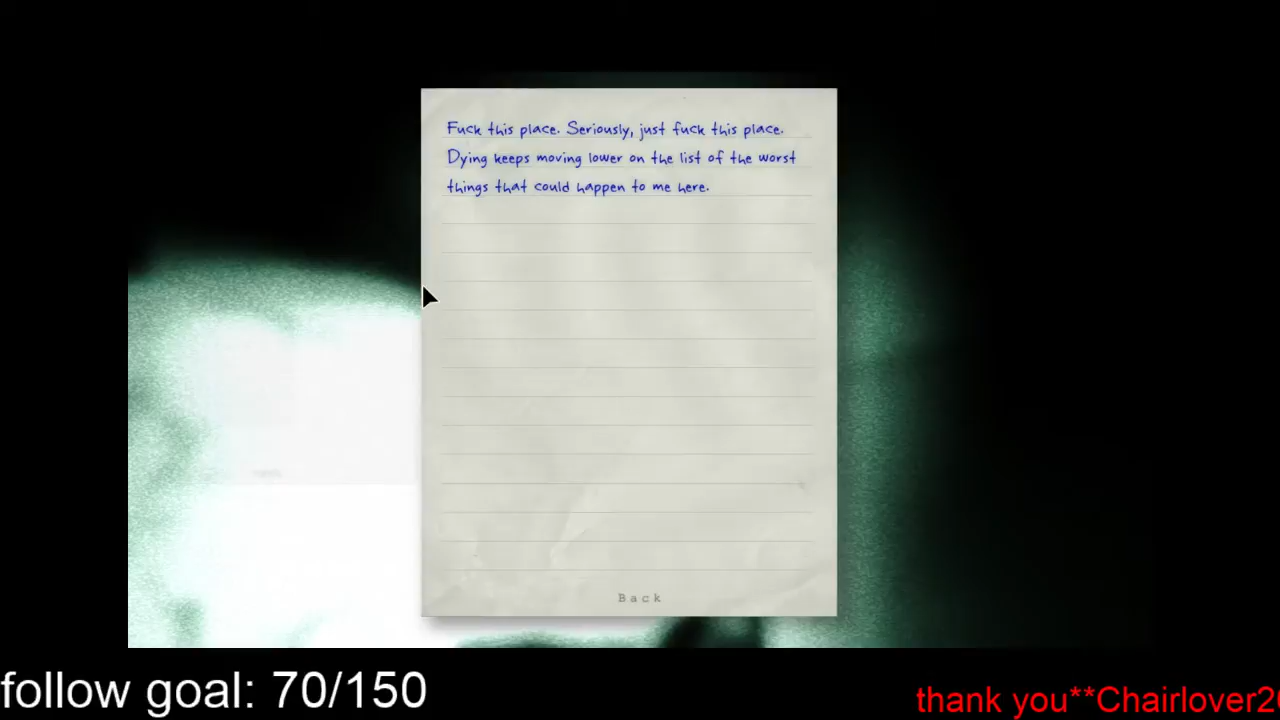 Fuck this place. Seriously, just fuck this place.
Dying keeps moving lower on the list of the worst
things that could happen to me here.
Back
follow goal: 70/150
thank you**Chairlover2